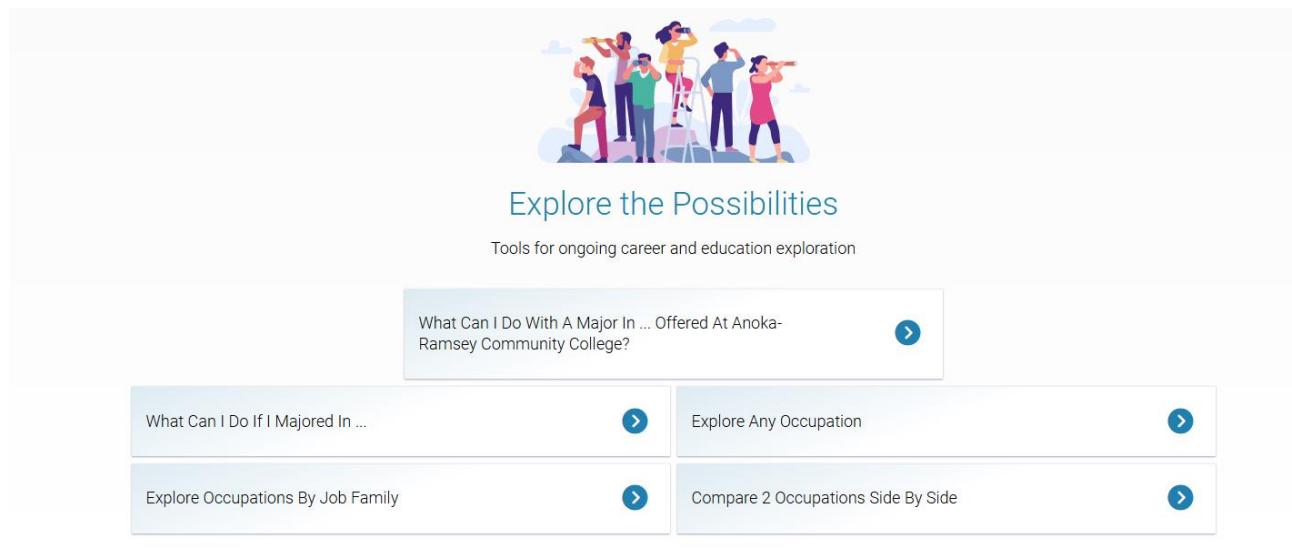 Explore the Possibilities
Tools for ongoing career and education exploration
What Can I Do With A Major In ... Offered At Anoka-
Ramsey Community College?
What Can I Do If I Majored In ...
Explore Any Occupation
Explore Occupations By Job Family
Compare 2 Occupations Side By Side